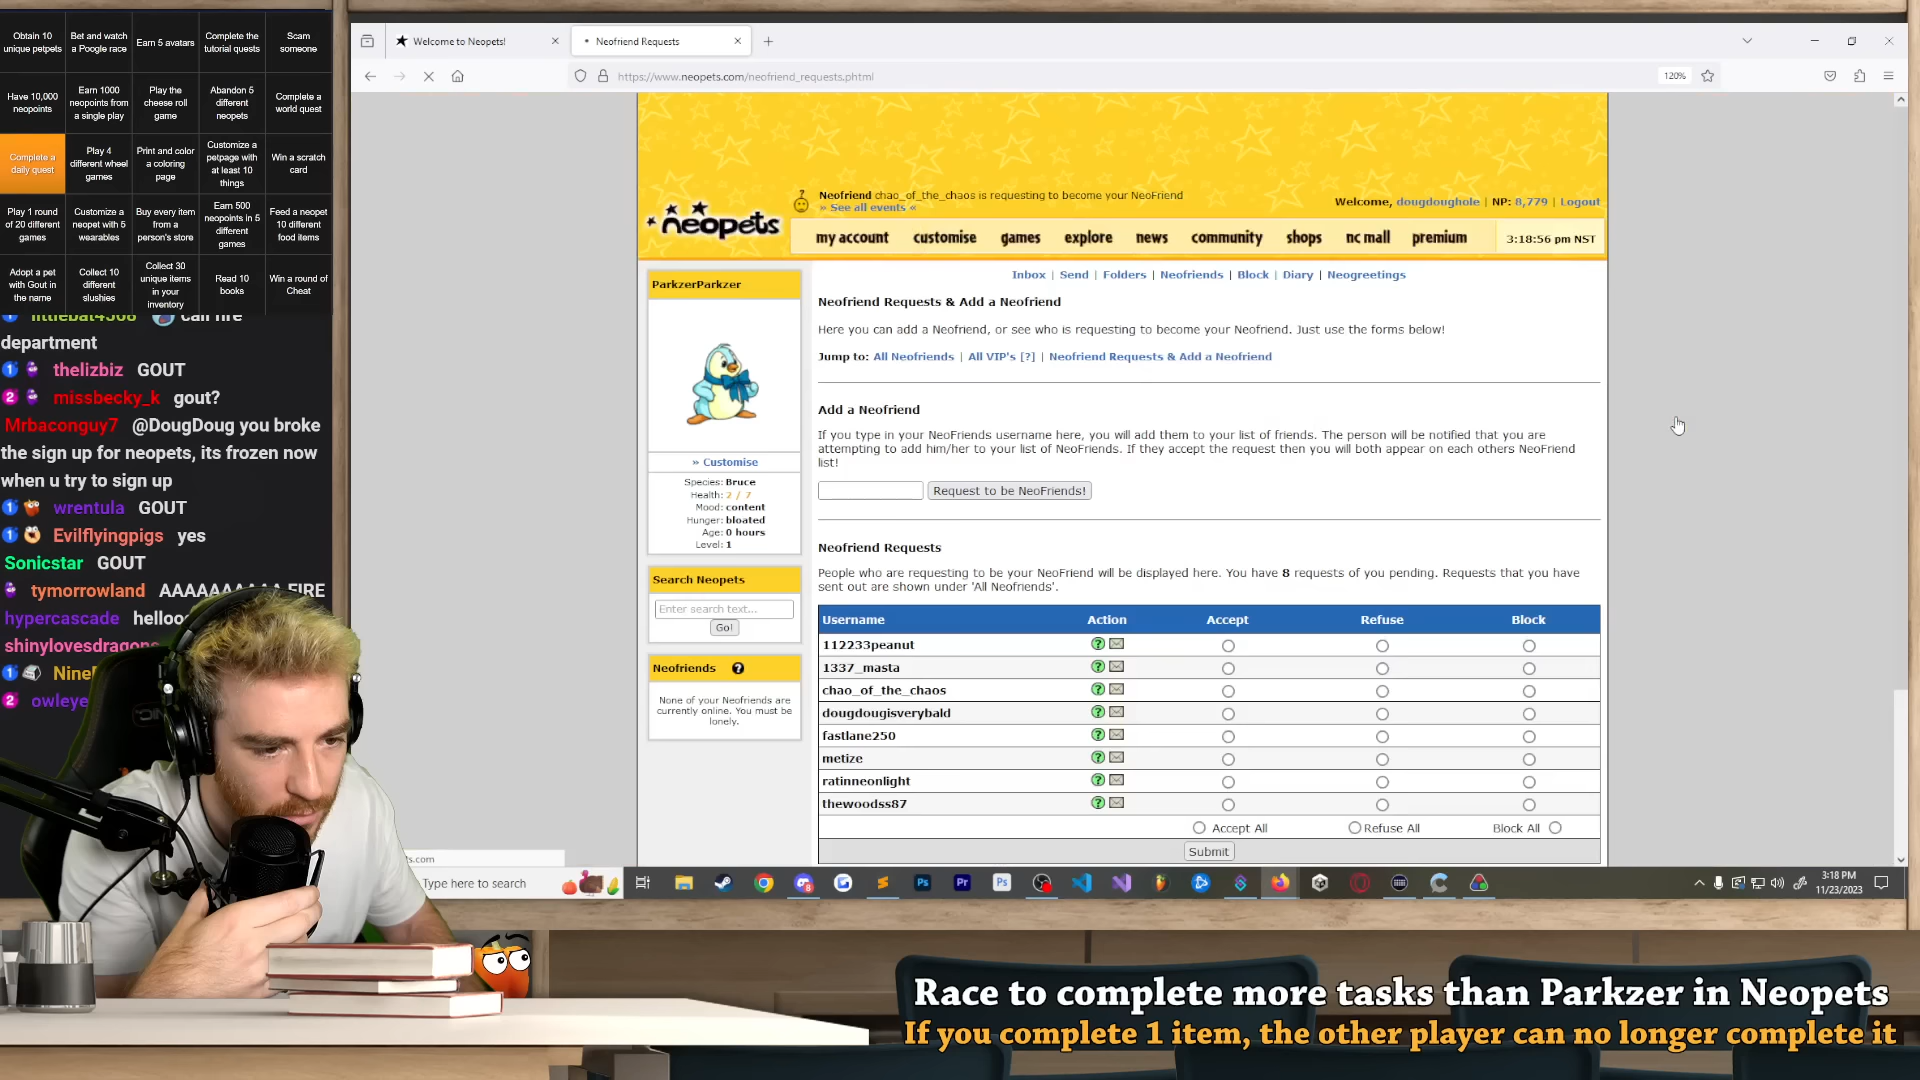 Obtain 10
unique petpets
Bet and watch
a Poogle race
Earn 5 avatars
Complete the
tutorial quests
Scam
someone
Have 10,000
neopoints
Earn 1000
neopoints from
a single play
Play the
cheese roll
game
Abandon 5
different
neopets
Complete a
world quest
Complete a
daily quest
Play 4
different wheel
games
Print and color
a coloring
page
Customize a
petpage with
at least 10
things
Win a scratch
card
Play 1 round
of 20 different
games
Customize a
neopet with 5
wearables
Buy every item
from a
person's store
Earn 500
neopoints in 5
different
games
Feed a neopet
10 different
food items
Adopt a pet
with Gout in
the name
Collect 10
different
slushies
Collect 30
unique items
in your
inventory
Read 10
books
Win a round of
Cheat
littlebat4568 call fire
department
thelizbiz GOUT
missbecky_k gout?
Mrbaconguy7 @DougDoug you broke
the sign up for neopets, its frozen now
when u try to sign up
wrentula GOUT
Evilflyingpigs yes
Sonicstar GOUT
tymorrowland AAAAAAAAA FIRE
hypercascade
shinylovesdragons
owleye
Welcome to Neopets!
Neofriend Requests
https://www.neopets.com/neofriend_requests.phtml
120%
Neofriend chao_of_the_chaos is requesting to become your NeoFriend
» See all events «
Welcome, dougdoughole | NP: 8,779 | Logout
neopets
my account customise games explore news community shops nc mall premium
3:18:56 pm NST
ParkzerParkzer
» Customise
Species: Bruce
Health: 2 / 7
Mood: content
Hunger: bloated
Age: 0 hours
Level: 1
Search Neopets
Enter search text...
Go!
Neofriends ?
None of your Neofriends are
currently online. You must be
lonely.
Inbox | Send | Folders | Neofriends | Block | Diary | Neogreetings
Neofriend Requests & Add a Neofriend
Here you can add a Neofriend, or see who is requesting to become your Neofriend. Just use the forms below!
Jump to: All Neofriends | All VIP's [?] | Neofriend Requests & Add a Neofriend
Add a Neofriend
If you type in your NeoFriends username here, you will add them to your list of friends. The person will be notified that you are
attempting to add him/her to your list of NeoFriends. If they accept the request then you will both appear on each others NeoFriend
list!
Request to be NeoFriends!
Neofriend Requests
People who are requesting to be your NeoFriend will be displayed here. You have 8 requests of you pending. Requests that you have
sent out are shown under 'All Neofriends'.
Username Action Accept Refuse Block
112233peanut
1337_masta
chao_of_the_chaos
dougdougisverybald
fastlane250
metize
ratinneonlight
thewoodss87
Accept All Refuse All Block All
Submit
Type here to search
3:18 PM
11/23/2023
Race to complete more tasks than Parkzer in Neopets
If you complete 1 item, the other player can no longer complete it